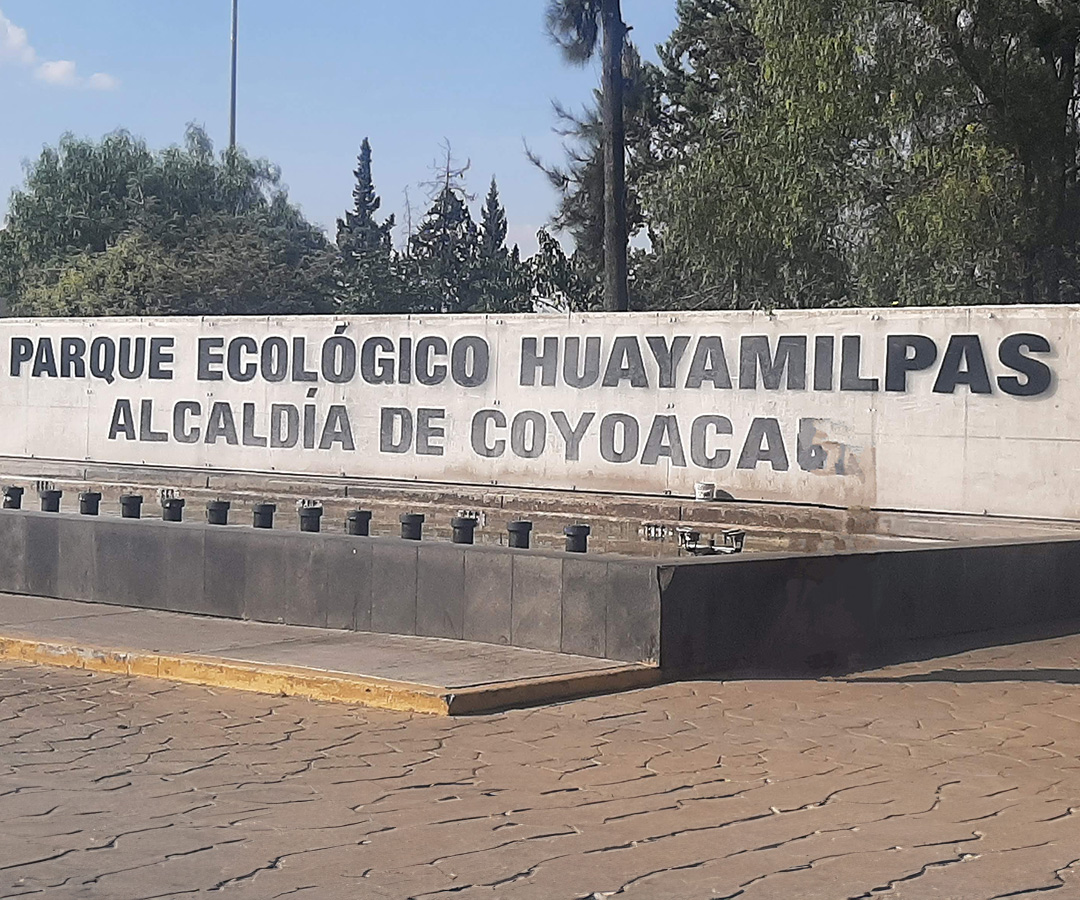 PARQUE ECOLÓGICO HUAYAMILPAS
ALCALDÍA DE COYOACA